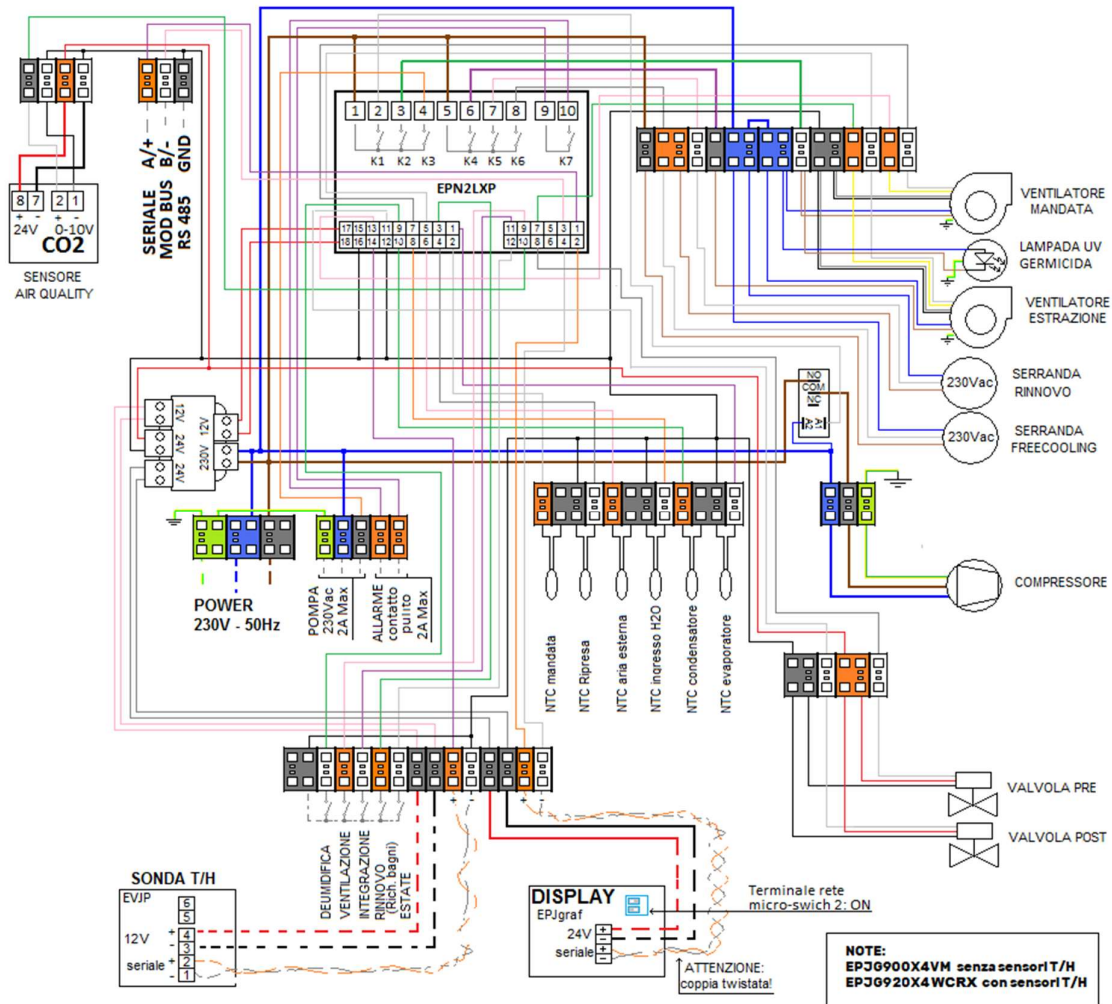 A/+
B/-
GND
SERIALE
MOD BUS
RS 485
8 7 2 1
+ - + -
24V 0-10V
CO2
SENSORE
AIR QUALITY
1 2 3 4 5 6 7 8 9 10
K1 K2 K3 K4 K5 K6 K7
EPN2LXP
17 15 13 11 9 7 5 3 1
18 16 14 12 10 8 6 4 2
11 9 7 5 3 1
12 10 8 6 4 2
VENTILATORE
MANDATA
LAMPADA UV
GERMICIDA
VENTILATORE
ESTRAZIONE
230Vac
SERRANDA
RINNOVO
230Vac
SERRANDA
FREECOOLING
NO
COM
NC
A2 A1
12V
24V
24V
12V
230V
COMPRESSORE
POWER
230V - 50Hz
POMPA
230Vac
2A Max
ALLARME
contatto
pulito
2A Max
NTC mandata
NTC Ripresa
NTC aria esterna
NTC ingresso H2O
NTC condensatore
NTC evaporatore
VALVOLA PRE
VALVOLA POST
+ - + -
DEUMIDIFICA
VENTILAZIONE
INTEGRAZIONE
RINNOVO
(Rich. bagni)
ESTATE
SONDA T/H
EVJP
6
5
12V
+ 4
- 3
seriale
+ 2
- 1
DISPLAY
EPJgraf
24V
+
-
seriale
+
-
Terminale rete
micro-swich 2: ON
ATTENZIONE:
coppia twistata!
NOTE:
EPJG900X4VM senza sensori T/H
EPJG920X4WCRX con sensori T/H